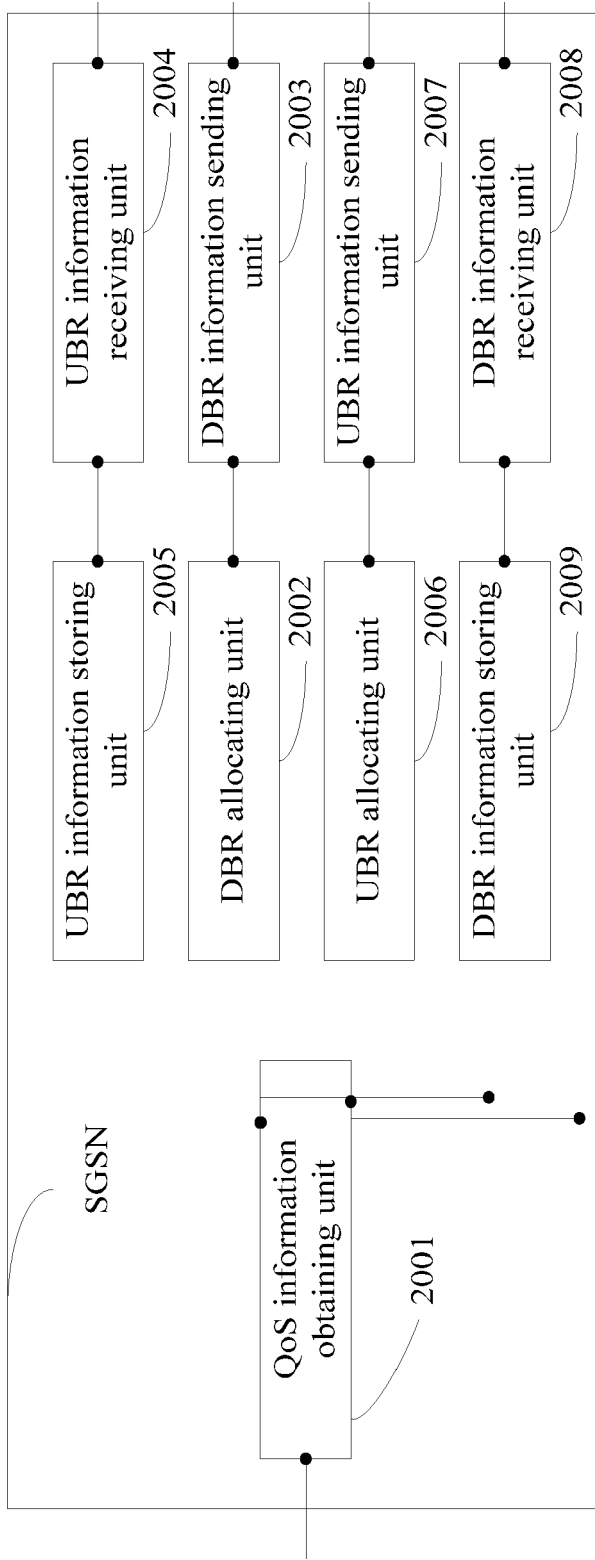 SGSN
QoS information
obtaining unit
2001
UBR information storing
unit
2005
UBR information
receiving unit
2004
DBR allocating unit
2002
DBR information sending
unit
2003
UBR allocating unit
2006
UBR information sending
unit
2007
DBR information storing
unit
2009
DBR information
receiving unit
2008